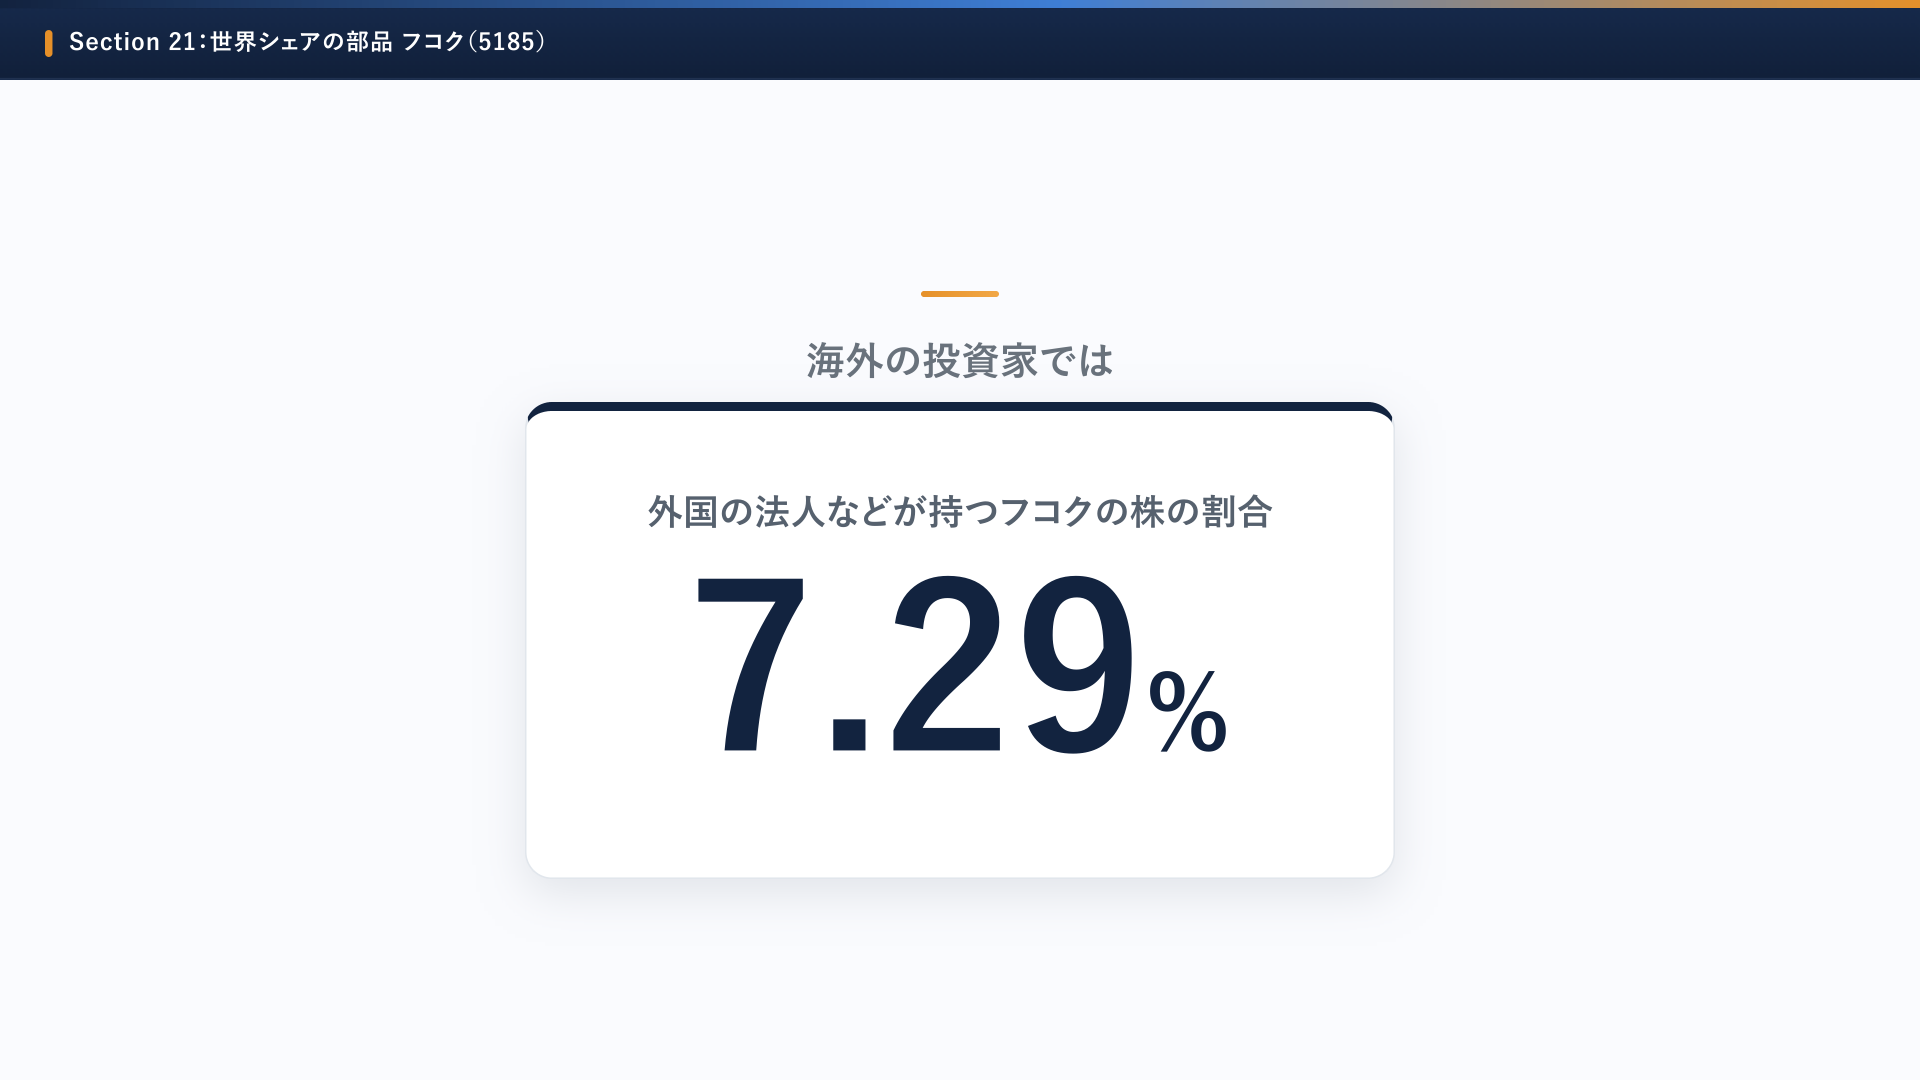 Section 21：世界シェアの部品 フコク（5185）
海外の投資家では
外国の法人などが持つフコクの株の割合
7.29%